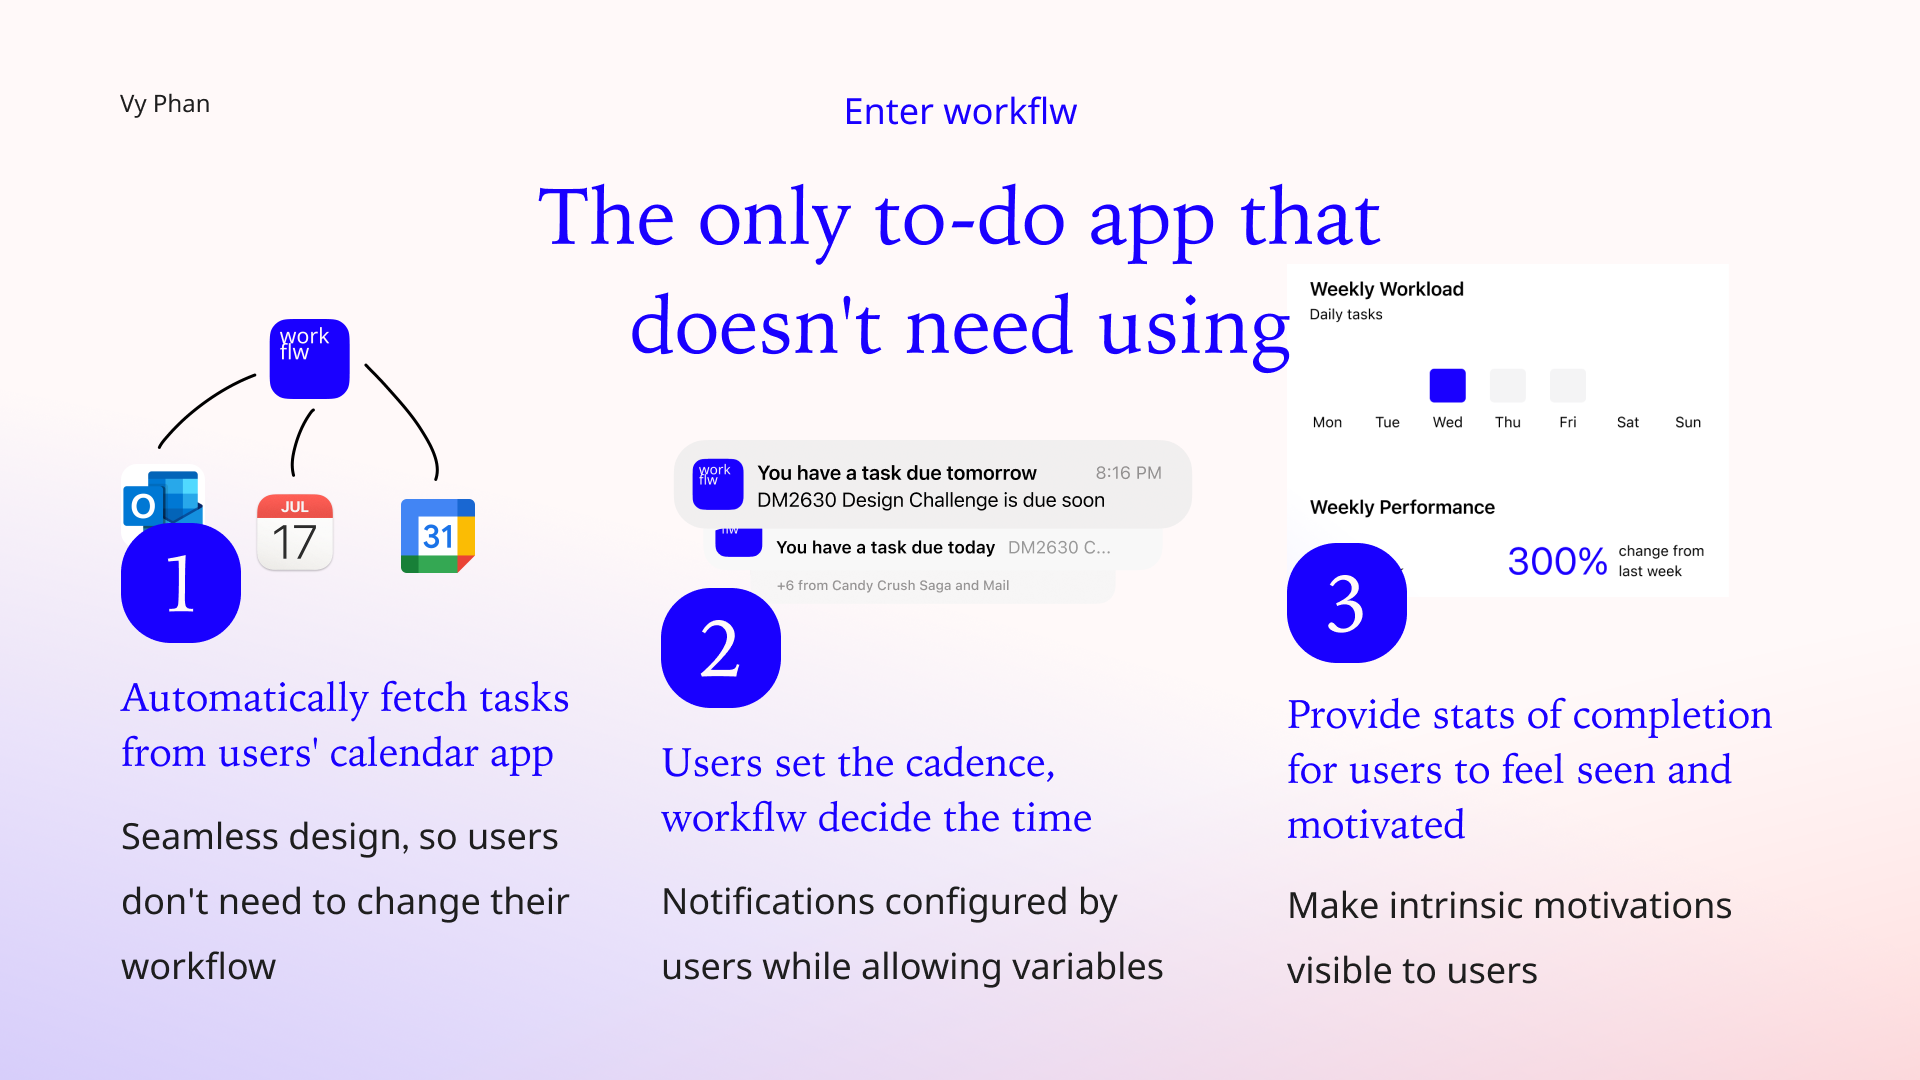 Vy Phan
Enter workflw
The only to-do app that
doesn't need using
work
flw
O
JUL
17
31
1
Automatically fetch tasks
from users' calendar app
Seamless design, so users
don't need to change their
workflow
work
flw
You have a task due tomorrow 8:16 PM
DM2630 Design Challenge is due soon
flw
You have a task due today DM2630 C...
+6 from Candy Crush Saga and Mail
2
Users set the cadence,
workflw decide the time
Notifications configured by
users while allowing variables
Weekly Workload
Daily tasks
Mon Tue Wed Thu Fri Sat Sun
Weekly Performance
300% change from
last week
3
Provide stats of completion
for users to feel seen and
motivated
Make intrinsic motivations
visible to users